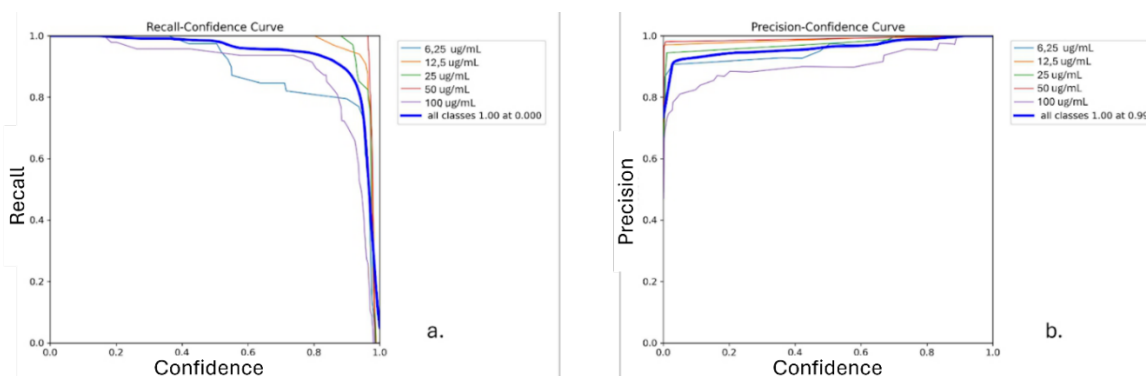 Recall-Confidence Curve
1.0
0.8
0.6
0.4
0.2
0.0
0.0 0.2 0.4 0.6 0.8 1.0
Recall
Confidence
6,25 ug/mL
12,5 ug/mL
25 ug/mL
50 ug/mL
100 ug/mL
all classes 1.00 at 0.000
a.
Precision-Confidence Curve
1.0
0.8
0.6
0.4
0.2
0.0
0.0 0.2 0.4 0.6 0.8 1.0
Precision
Confidence
6,25 ug/mL
12,5 ug/mL
25 ug/mL
50 ug/mL
100 ug/mL
all classes 1.00 at 0.99
b.